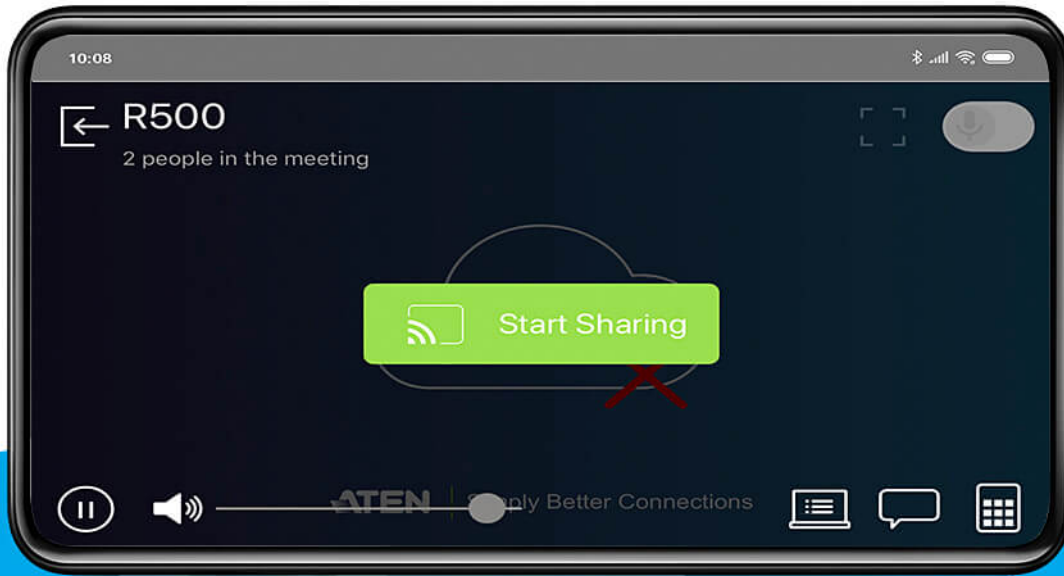 10:08
R500
2 people in the meeting
Start Sharing
ATEN
Better Connections